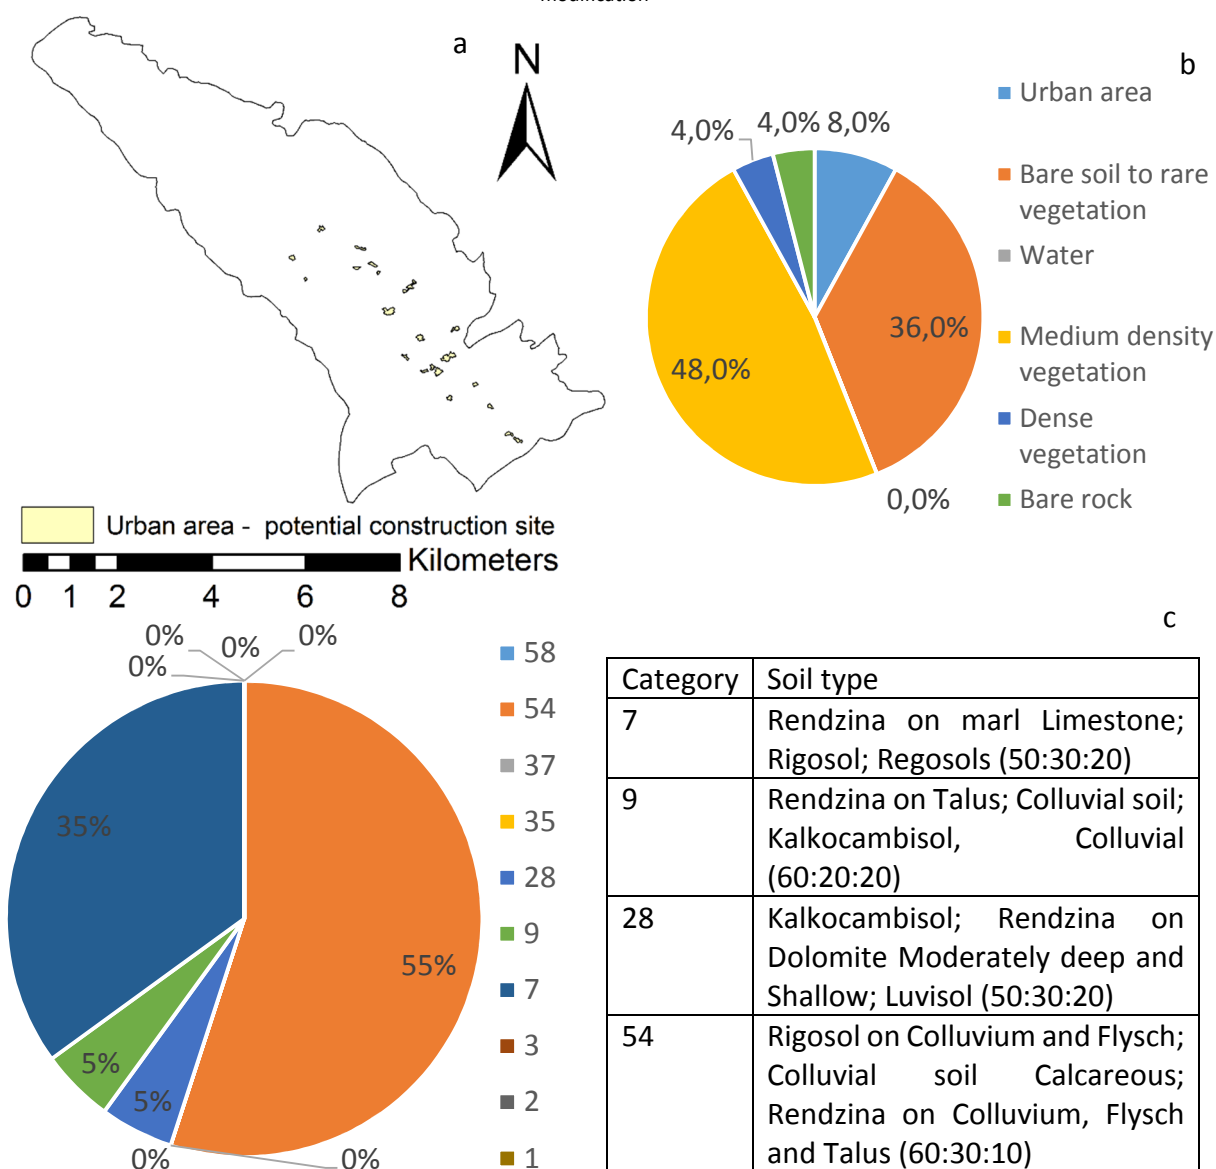 modification
a
N
Urban area - potential construction site
Kilometers
0 1 2 4 6 8
b
4,0% 4,0% 8,0%
36,0%
48,0%
0,0%
Urban area
Bare soil to rare
vegetation
Water
Medium density
vegetation
Dense
vegetation
Bare rock
0%
0%
0%
0%
35%
55%
5%
5%
0%
0%
58
54
37
35
28
9
7
3
2
1
c
Category Soil type
7 Rendzina on marl Limestone;
Rigosol; Regosols (50:30:20)
9 Rendzina on Talus; Colluvial soil;
Kalkocambisol, Colluvial
(60:20:20)
28 Kalkocambisol; Rendzina on
Dolomite Moderately deep and
Shallow; Luvisol (50:30:20)
54 Rigosol on Colluvium and Flysch;
Colluvial soil Calcareous;
Rendzina on Colluvium, Flysch
and Talus (60:30:10)